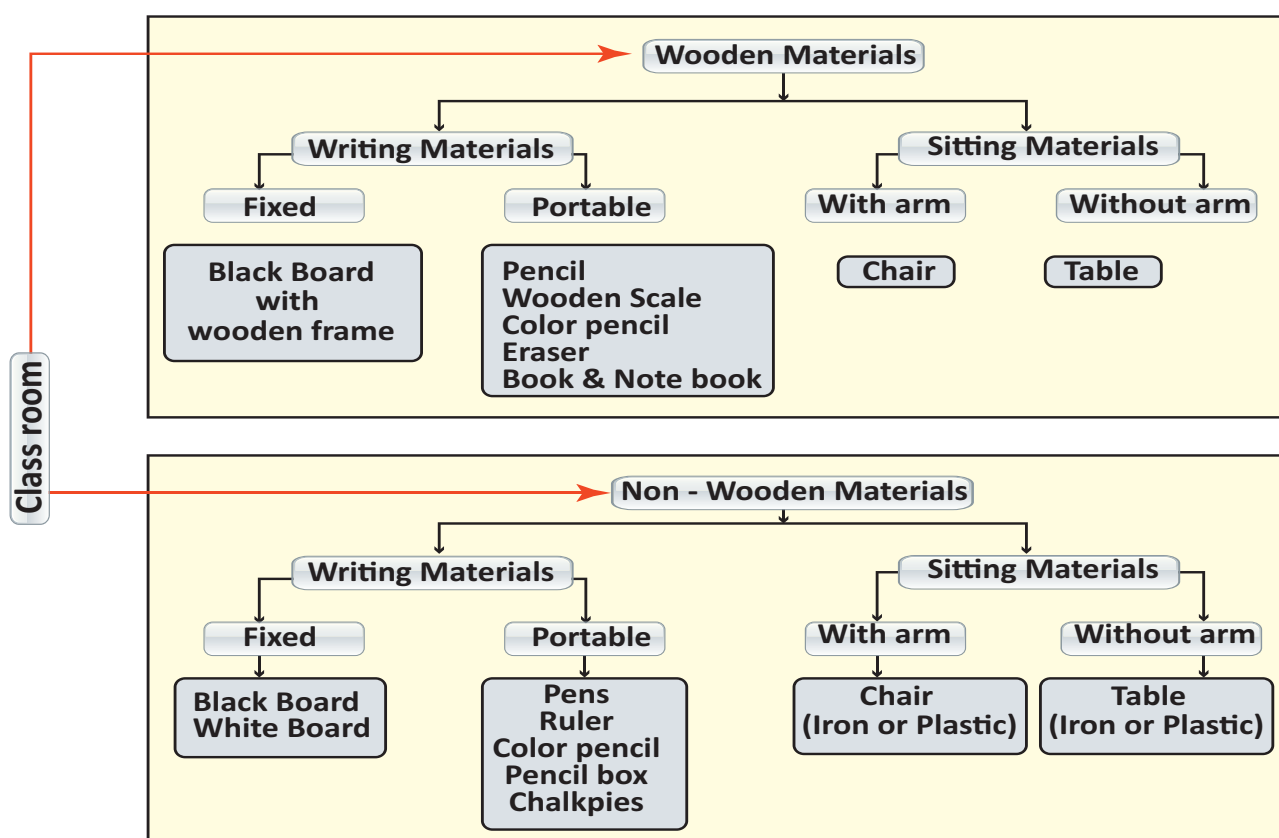 Class room
Wooden Materials
Writing Materials
Sitting Materials
Fixed
Portable
With arm
Without arm
Black Board
with
wooden frame
Pencil
Wooden Scale
Color pencil
Eraser
Book & Note book
Chair
Table
Non - Wooden Materials
Writing Materials
Sitting Materials
Fixed
Portable
With arm
Without arm
Black Board
White Board
Pens
Ruler
Color pencil
Pencil box
Chalkpies
Chair
(Iron or Plastic)
Table
(Iron or Plastic)